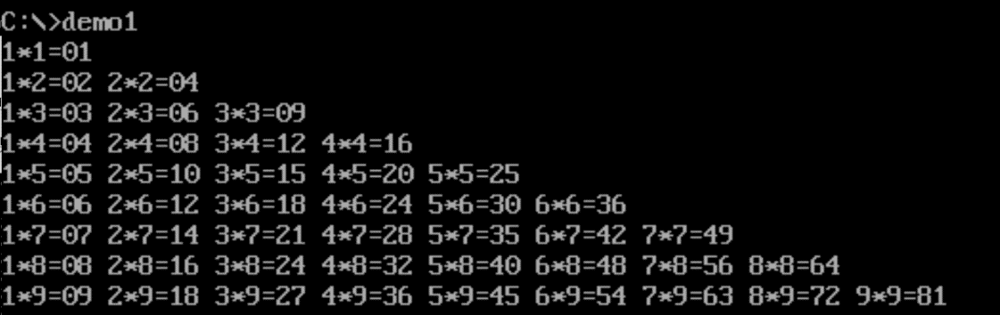 C:\>demo1
1*1=01
1*2=02 2*2=04
1*3=03 2*3=06 3*3=09
1*4=04 2*4=08 3*4=12 4*4=16
1*5=05 2*5=10 3*5=15 4*5=20 5*5=25
1*6=06 2*6=12 3*6=18 4*6=24 5*6=30 6*6=36
1*7=07 2*7=14 3*7=21 4*7=28 5*7=35 6*7=42 7*7=49
1*8=08 2*8=16 3*8=24 4*8=32 5*8=40 6*8=48 7*8=56 8*8=64
1*9=09 2*9=18 3*9=27 4*9=36 5*9=45 6*9=54 7*9=63 8*9=72 9*9=81